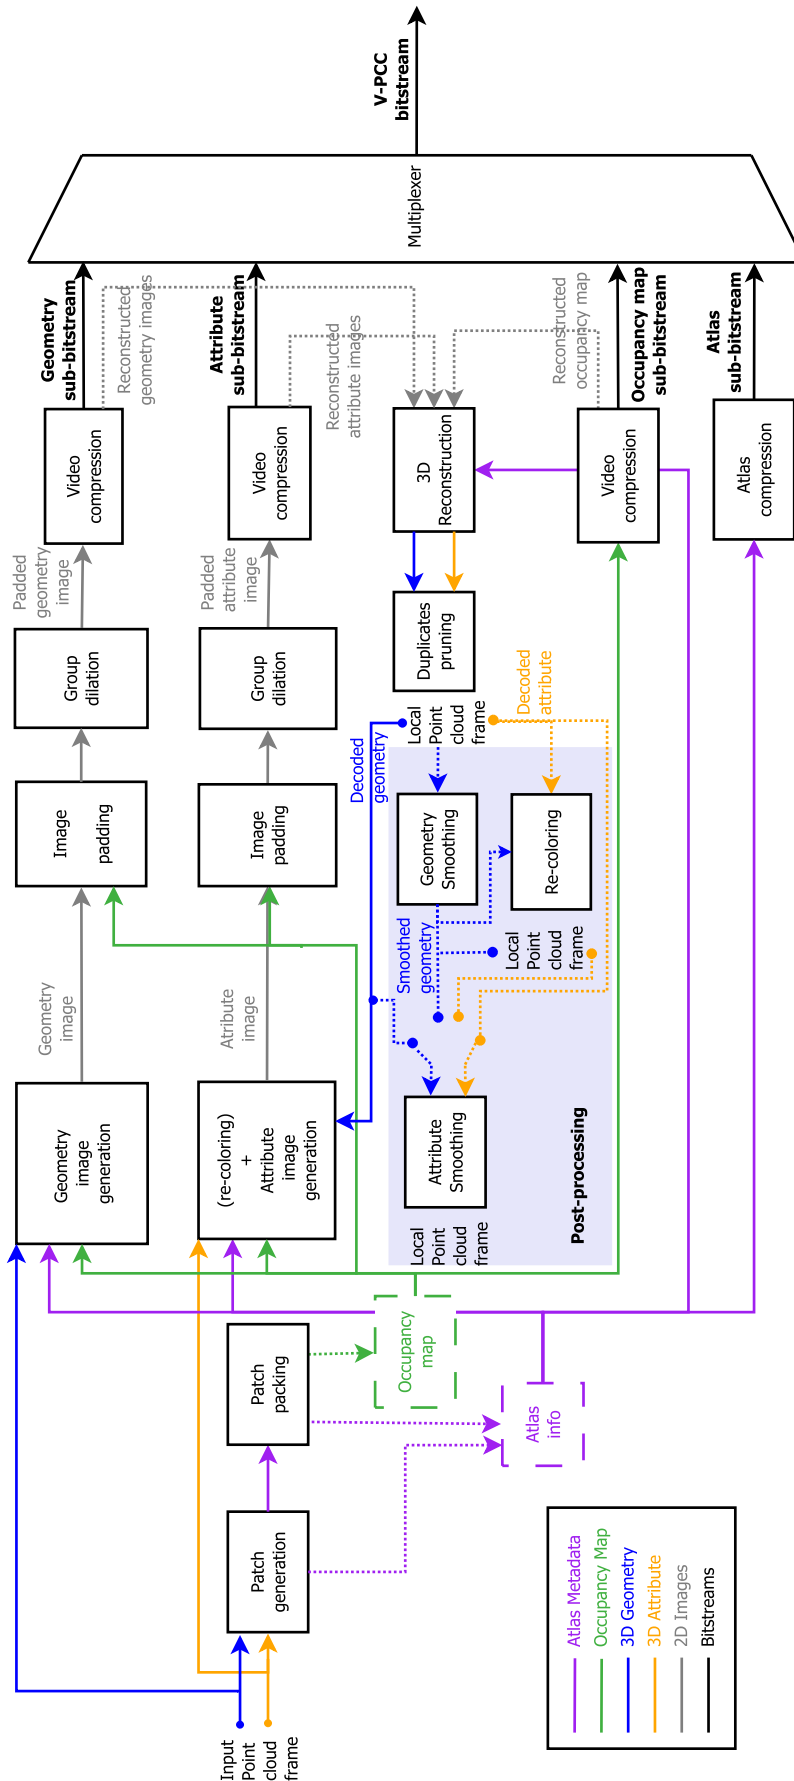 Input
Point
cloud
frame
Patch
generation
Patch
packing
Occupancy
map
Atlas
info
Geometry
image
generation
(re-coloring)
+
Attribute
image
generation
Geometry
image
Atribute
image
Image
padding
Image
padding
Group
dilation
Group
dilation
Padded
geometry
image
Padded
attribute
image
Video
compression
Video
compression
Geometry
sub-bitstream
Reconstructed
geometry images
Attribute
sub-bitstream
Reconstructed
attribute images
3D
Reconstruction
Duplicates
pruning
Local
Point
cloud
frame
Decoded
geometry
Decoded
attribute
Geometry
Smoothing
Re-coloring
Smoothed
geometry
Local
Point
cloud
frame
Attribute
Smoothing
Local
Point
cloud
frame
Post-processing
Video
compression
Reconstructed
occupancy map
Occupancy map
sub-bitstream
Atlas
compression
Atlas
sub-bitstream
Multiplexer
V-PCC
bitstream
Atlas Metadata
Occupancy Map
3D Geometry
3D Attribute
2D Images
Bitstreams